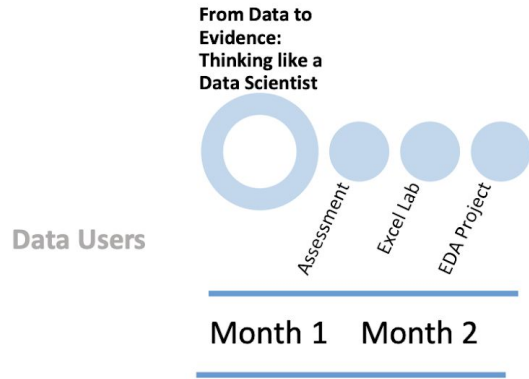 From Data to
Evidence:
Thinking like a
Data Scientist
Assessment
Excel Lab
EDA Project
Data Users
Month 1
Month 2